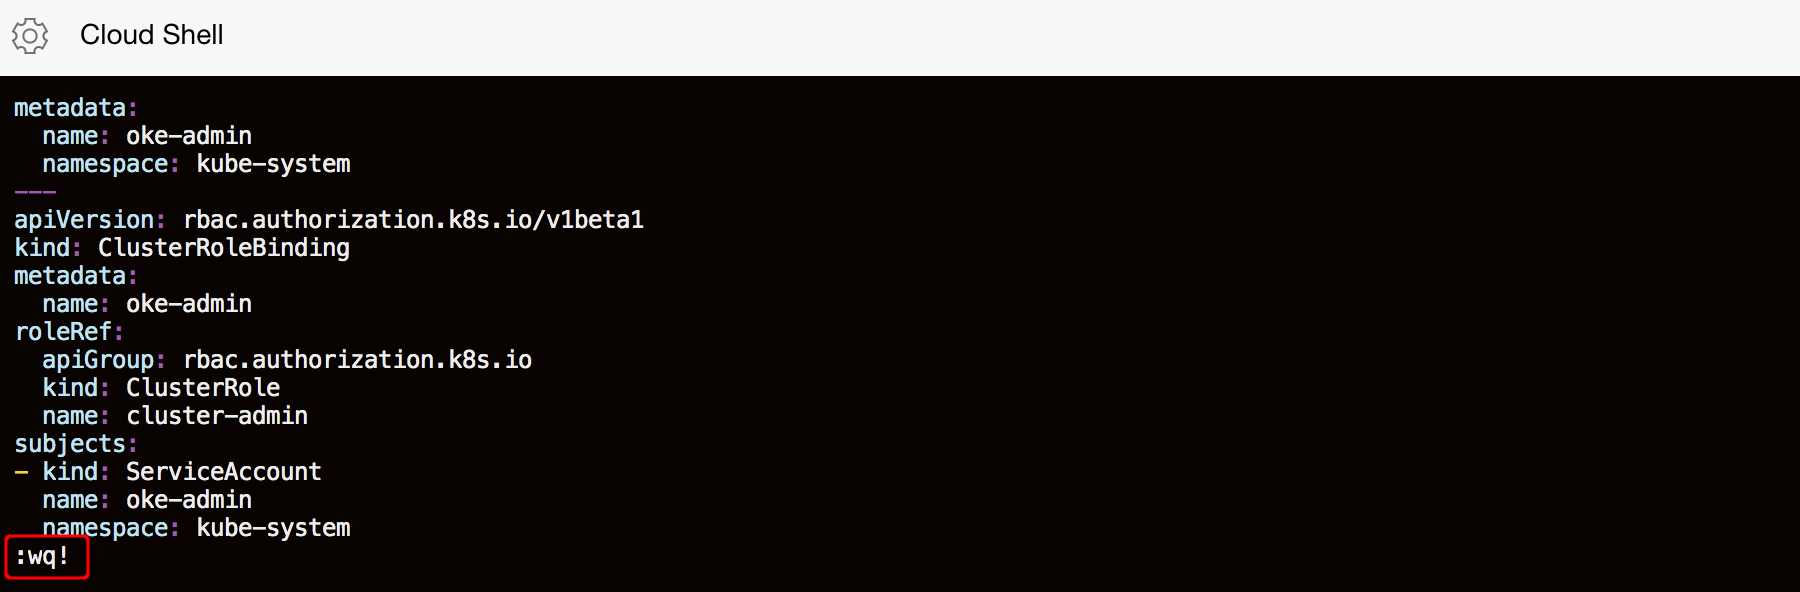 Cloud Shell
metadata:
  name: oke-admin
  namespace: kube-system
---
apiVersion: rbac.authorization.k8s.io/v1beta1
kind: ClusterRoleBinding
metadata:
  name: oke-admin
roleRef:
  apiGroup: rbac.authorization.k8s.io
  kind: ClusterRole
  name: cluster-admin
subjects:
- kind: ServiceAccount
  name: oke-admin
  namespace: kube-system
:wq!